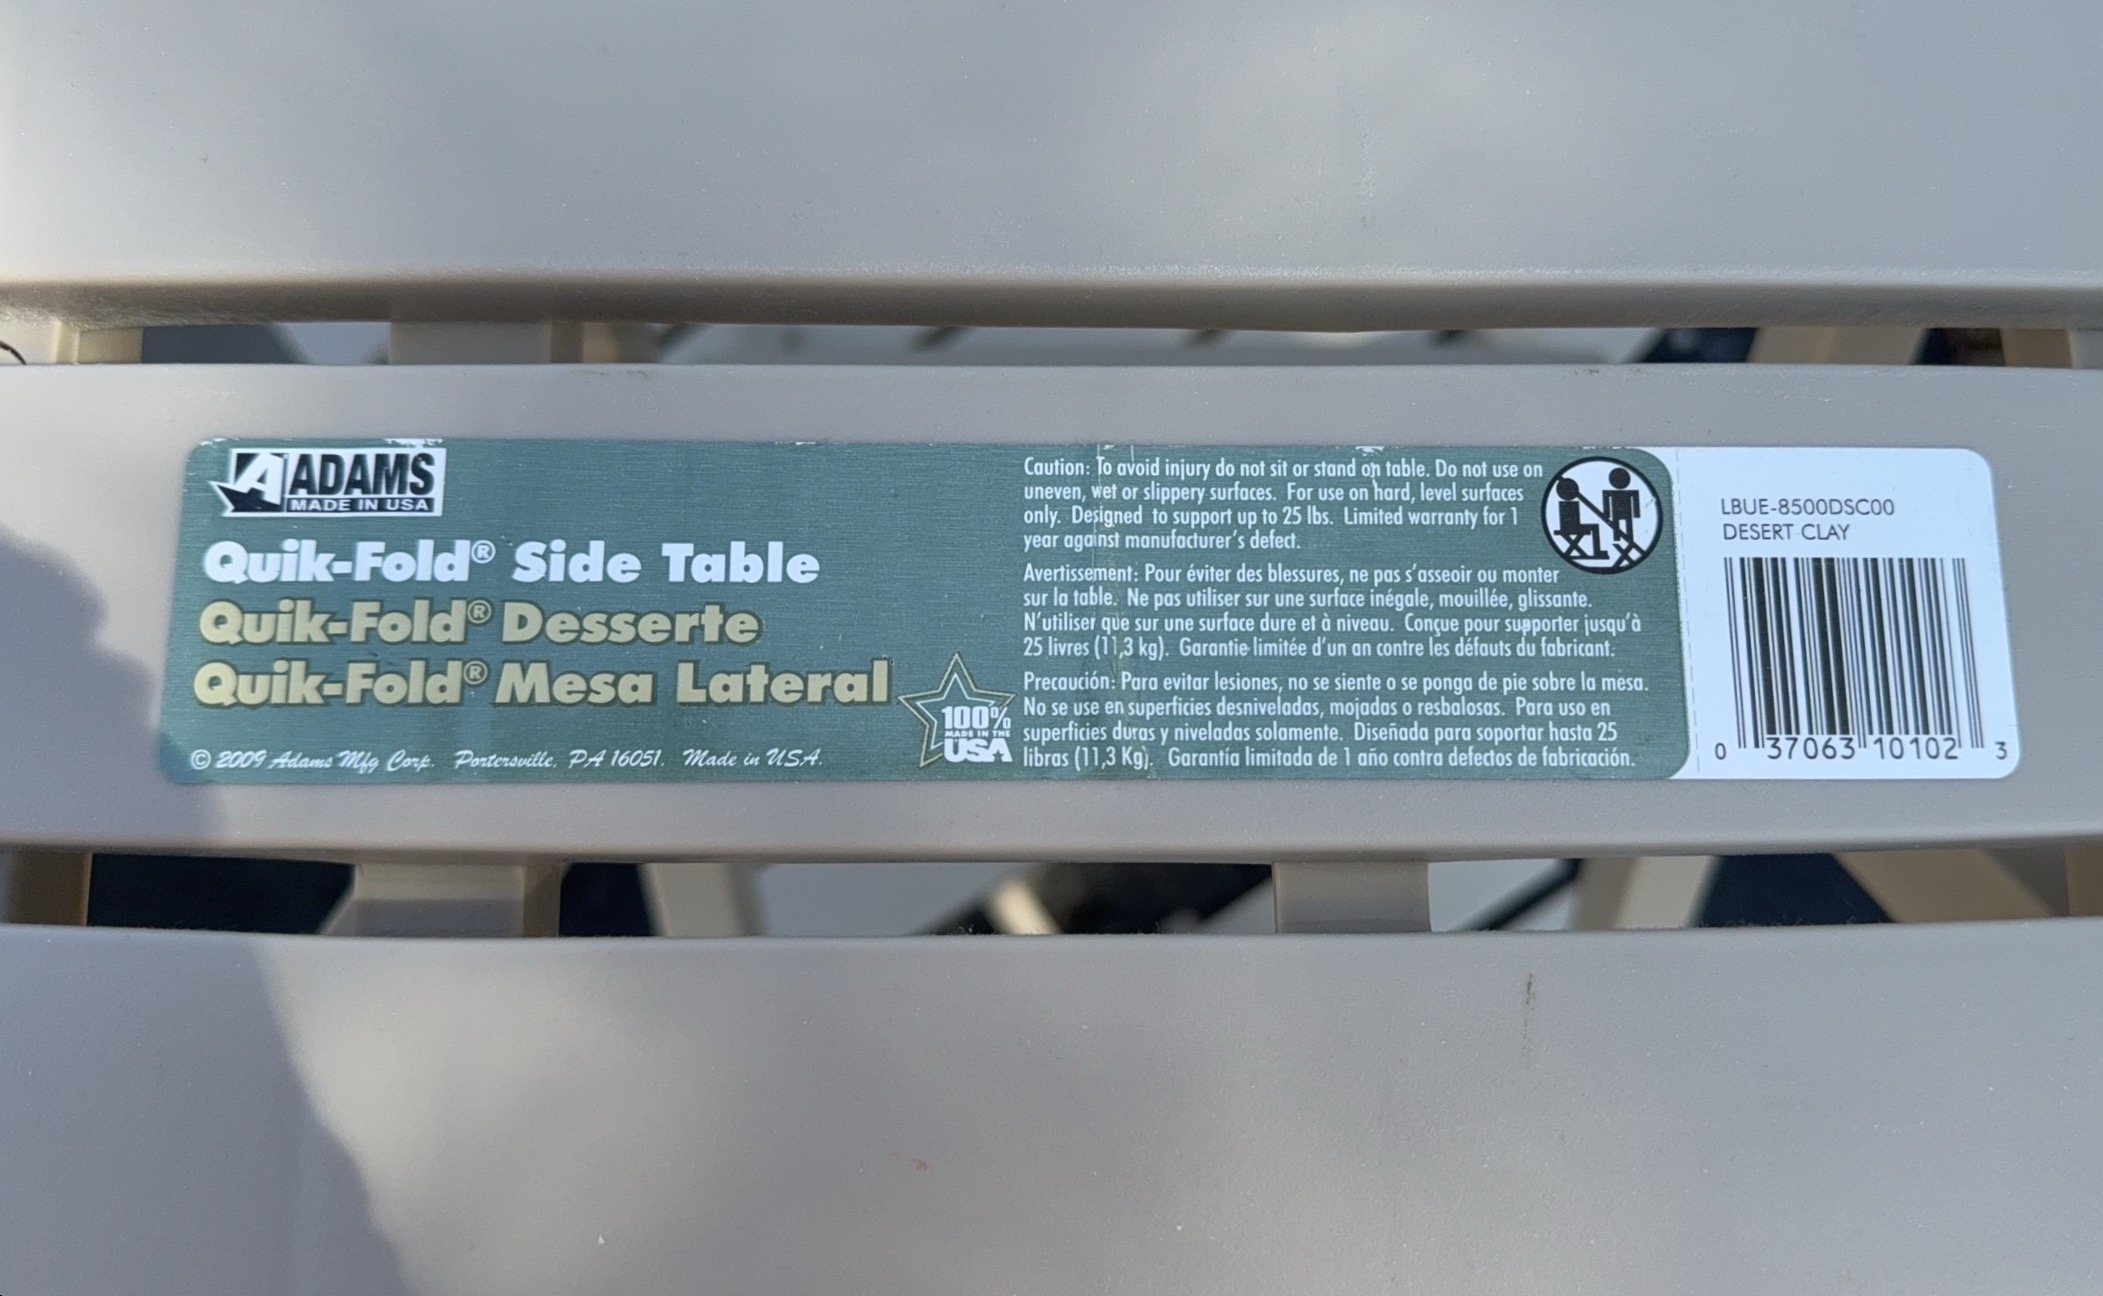 ADAMS
MADE IN USA
Quik-Fold® Side Table
Quik-Fold® Desserte
Quik-Fold® Mesa Lateral
© 2009 Adams Mfg Corp. Portersville, PA 16051. Made in USA.
100%
MADE IN THE
USA
Caution: To avoid injury do not sit or stand on table. Do not use on
uneven, wet or slippery surfaces. For use on hard, level surfaces
only. Designed to support up to 25 lbs. Limited warranty for 1
year against manufacturer's defect.
Avertissement: Pour éviter des blessures, ne pas s'asseoir ou monter
sur la table. Ne pas utiliser sur une surface inégale, mouillée, glissante.
N'utiliser que sur une surface dure et à niveau. Conçue pour supporter jusqu'à
25 livres (11,3 kg). Garantie limitée d'un an contre les défauts du fabricant.
Precaución: Para evitar lesiones, no se siente o se ponga de pie sobre la mesa.
No se use en superficies desniveladas, mojadas o resbalosas. Para uso en
superficies duras y niveladas solamente. Diseñada para soportar hasta 25
libras (11,3 Kg). Garantía limitada de 1 año contra defectos de fabricación.
LBUE-8500DSC00
DESERT CLAY
0 37063 10102 3